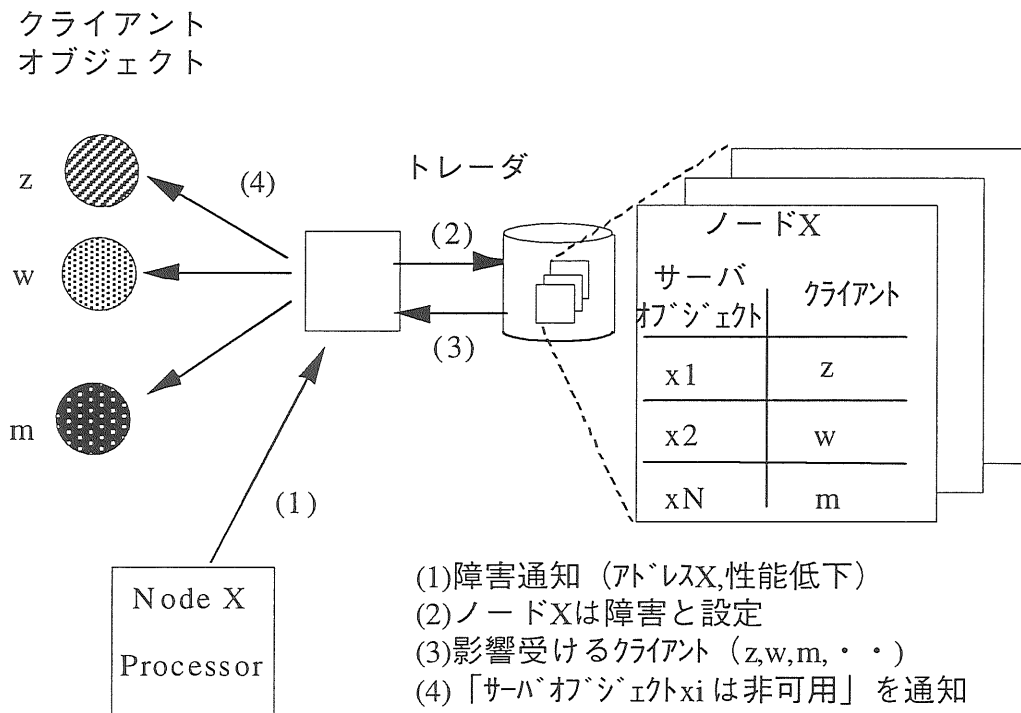 クライアント
オブジェクト
z
w
m
(4)
トレーダ
(2)
(3)
(1)
Node X
Processor
ノードX
サーバ
オブジェクト
クライアント
x1
z
x2
w
xN
m
(1)障害通知（アドレスX,性能低下）
(2)ノードXは障害と設定
(3)影響受けるクライアント（z,w,m,・・）
(4)「サーバオブジェクトxiは非可用」を通知